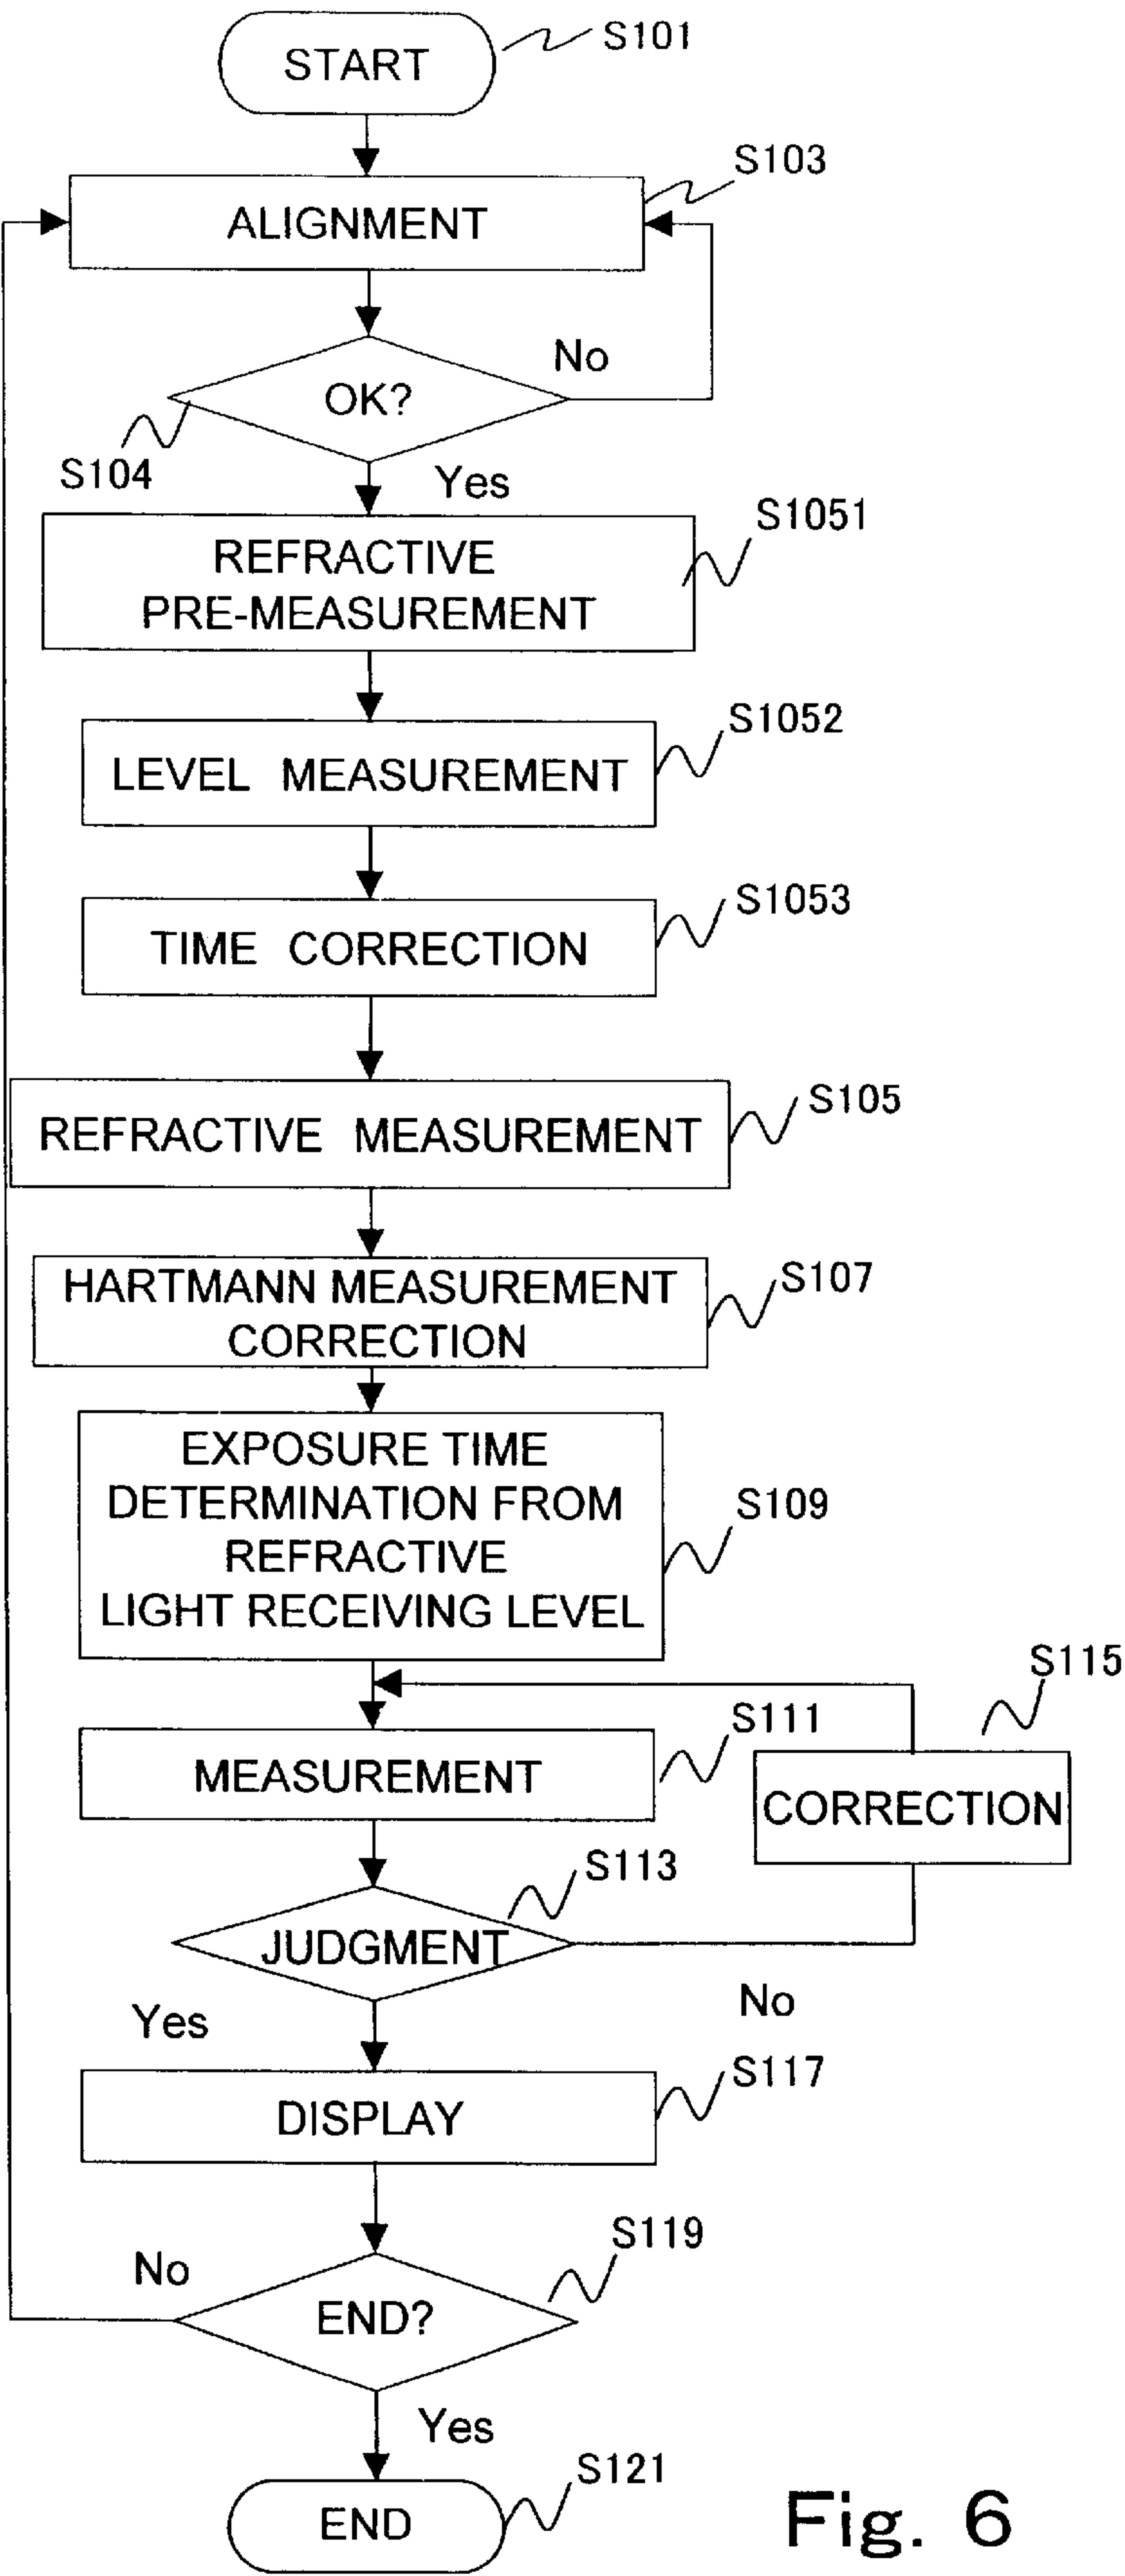 START
S101
S103
ALIGNMENT
No
OK?
S104
Yes
S1051
REFRACTIVE
PRE-MEASUREMENT
S1052
LEVEL MEASUREMENT
S1053
TIME CORRECTION
S105
REFRACTIVE MEASUREMENT
S107
HARTMANN MEASUREMENT
CORRECTION
EXPOSURE TIME
DETERMINATION FROM
REFRACTIVE
LIGHT RECEIVING LEVEL
S109
S115
S111
MEASUREMENT
CORRECTION
S113
JUDGMENT
No
Yes
S117
DISPLAY
S119
No
END?
Yes
S121
END
Fig. 6